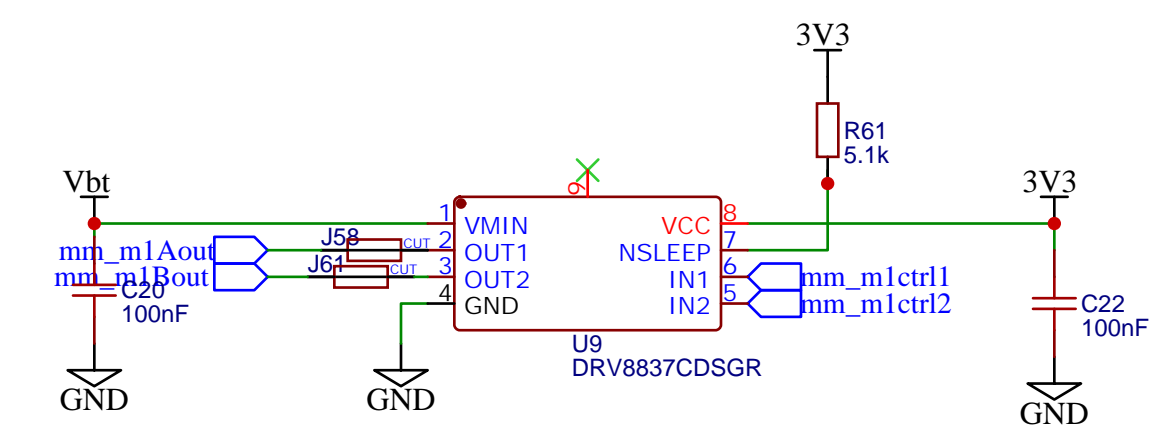 3V3
R61
5.1k
Vbt
9
3V3
1
VMIN
VCC
8
mm_m1Aout
J58
CUT
2
OUT1
NSLEEP
7
mm_m1Bout
J61
CUT
3
OUT2
IN1
6
mm_m1ctrl1
C20
100nF
4
GND
IN2
5
mm_m1ctrl2
C22
100nF
U9
DRV8837CDSGR
GND
GND
GND